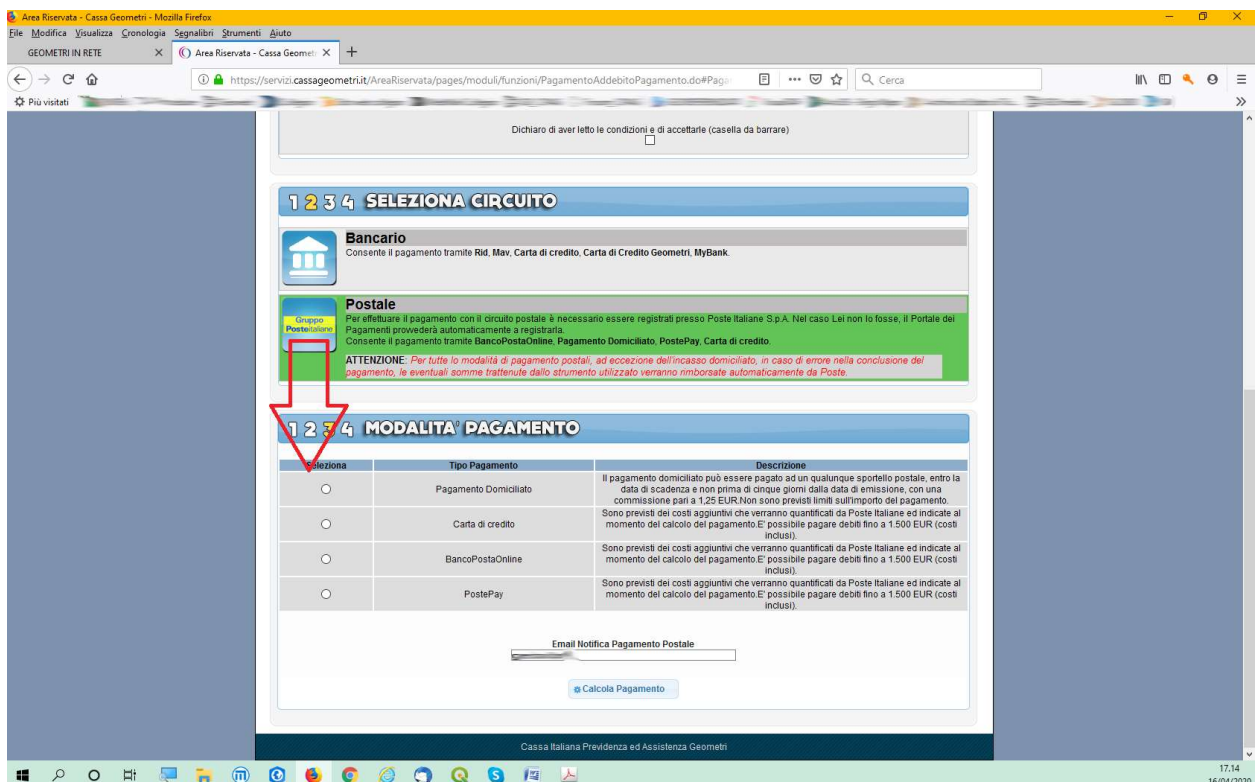 Area Riservata - Cassa Geometri - Mozilla Firefox
File Modifica Visualizza Cronologia Segnalibri Strumenti Aiuto
GEOMETRI IN RETE
Area Riservata - Cassa Geomet
https://servizi.cassageometri.it/AreaRiservata/pages/moduli/funzioni/PagamentoAddebitoPagamento.do#Pag
Cerca
Più visitati
Dichiaro di aver letto le condizioni e di accettarle (casella da barrare)
1 2 3 4 SELEZIONA CIRCUITO
Bancario
Consente il pagamento tramite Rid, Mav, Carta di credito, Carta di Credito Geometri, MyBank.
Gruppo
Posteitaliane
Postale
Per effettuare il pagamento con il circuito postale è necessario essere registrati presso Poste Italiane S.p.A. Nel caso Lei non lo fosse, il Portale dei
Pagamenti provvederà automaticamente a registrarla.
Consente il pagamento tramite BancoPostaOnline, Pagamento Domiciliato, PostePay, Carta di credito.
ATTENZIONE: Per tutte lo modalità di pagamento postali, ad eccezione dell'incasso domiciliato, in caso di errore nella conclusione del
pagamento, le eventuali somme trattenute dallo strumento utilizzato verranno rimborsate automaticamente da Poste.
1 2 3 4 MODALITA' PAGAMENTO
Seleziona Tipo Pagamento Descrizione
Pagamento Domiciliato
Il pagamento domiciliato può essere pagato ad un qualunque sportello postale, entro la
data di scadenza e non prima di cinque giorni dalla data di emissione, con una
commissione pari a 1,25 EUR.Non sono previsti limiti sull'importo del pagamento.
Carta di credito
Sono previsti dei costi aggiuntivi che verranno quantificati da Poste Italiane ed indicate al
momento del calcolo del pagamento.E' possibile pagare debiti fino a 1.500 EUR (costi
inclusi).
BancoPostaOnline
Sono previsti dei costi aggiuntivi che verranno quantificati da Poste Italiane ed indicate al
momento del calcolo del pagamento.E' possibile pagare debiti fino a 1.500 EUR (costi
inclusi).
PostePay
Sono previsti dei costi aggiuntivi che verranno quantificati da Poste Italiane ed indicate al
momento del calcolo del pagamento.E' possibile pagare debiti fino a 1.500 EUR (costi
inclusi).
Email Notifica Pagamento Postale
Calcola Pagamento
Cassa Italiana Previdenza ed Assistenza Geometri
17.14
16/04/2020